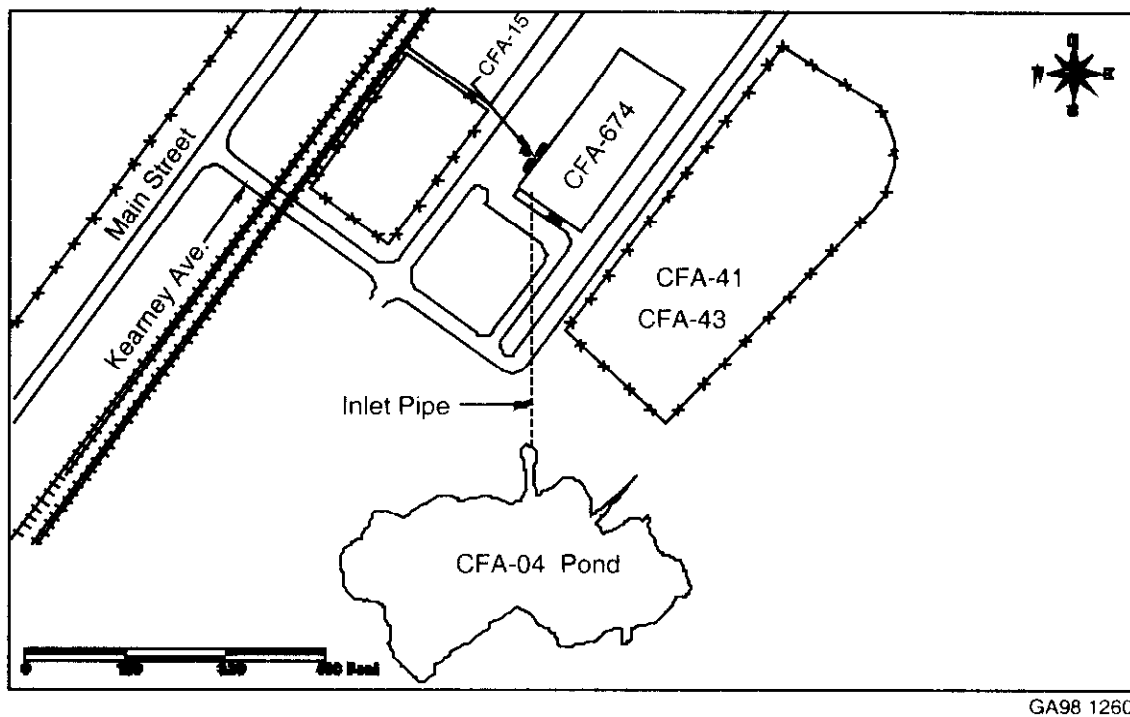 CFA-15
CFA-674
Main Street
Kearney Ave.
CFA-41
CFA-43
Inlet Pipe
CFA-04 Pond
0
GA98 1260